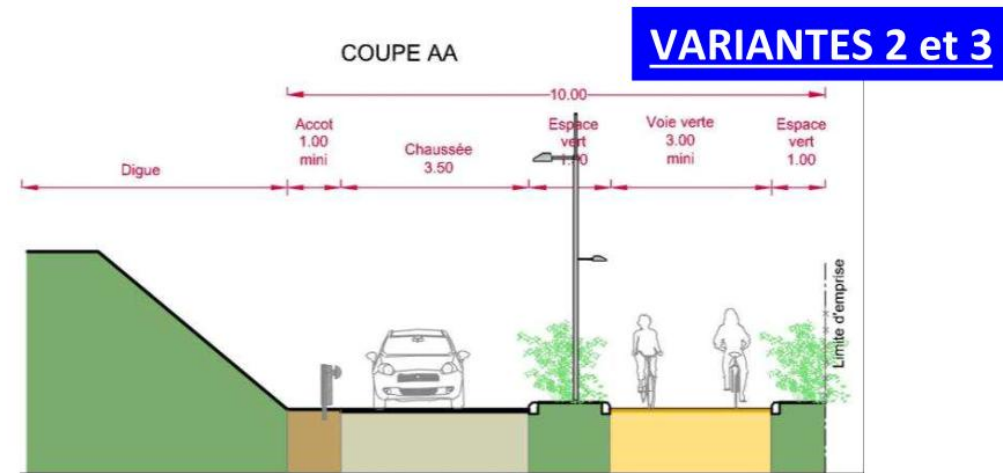 VARIANTES 2 et 3
COUPE AA
10.00
Digue
Accot
1.00
mini
Chaussée
3.50
Espace
vert
Voie verte
3.00
mini
Espace
vert
1.00
Limite d'emprise